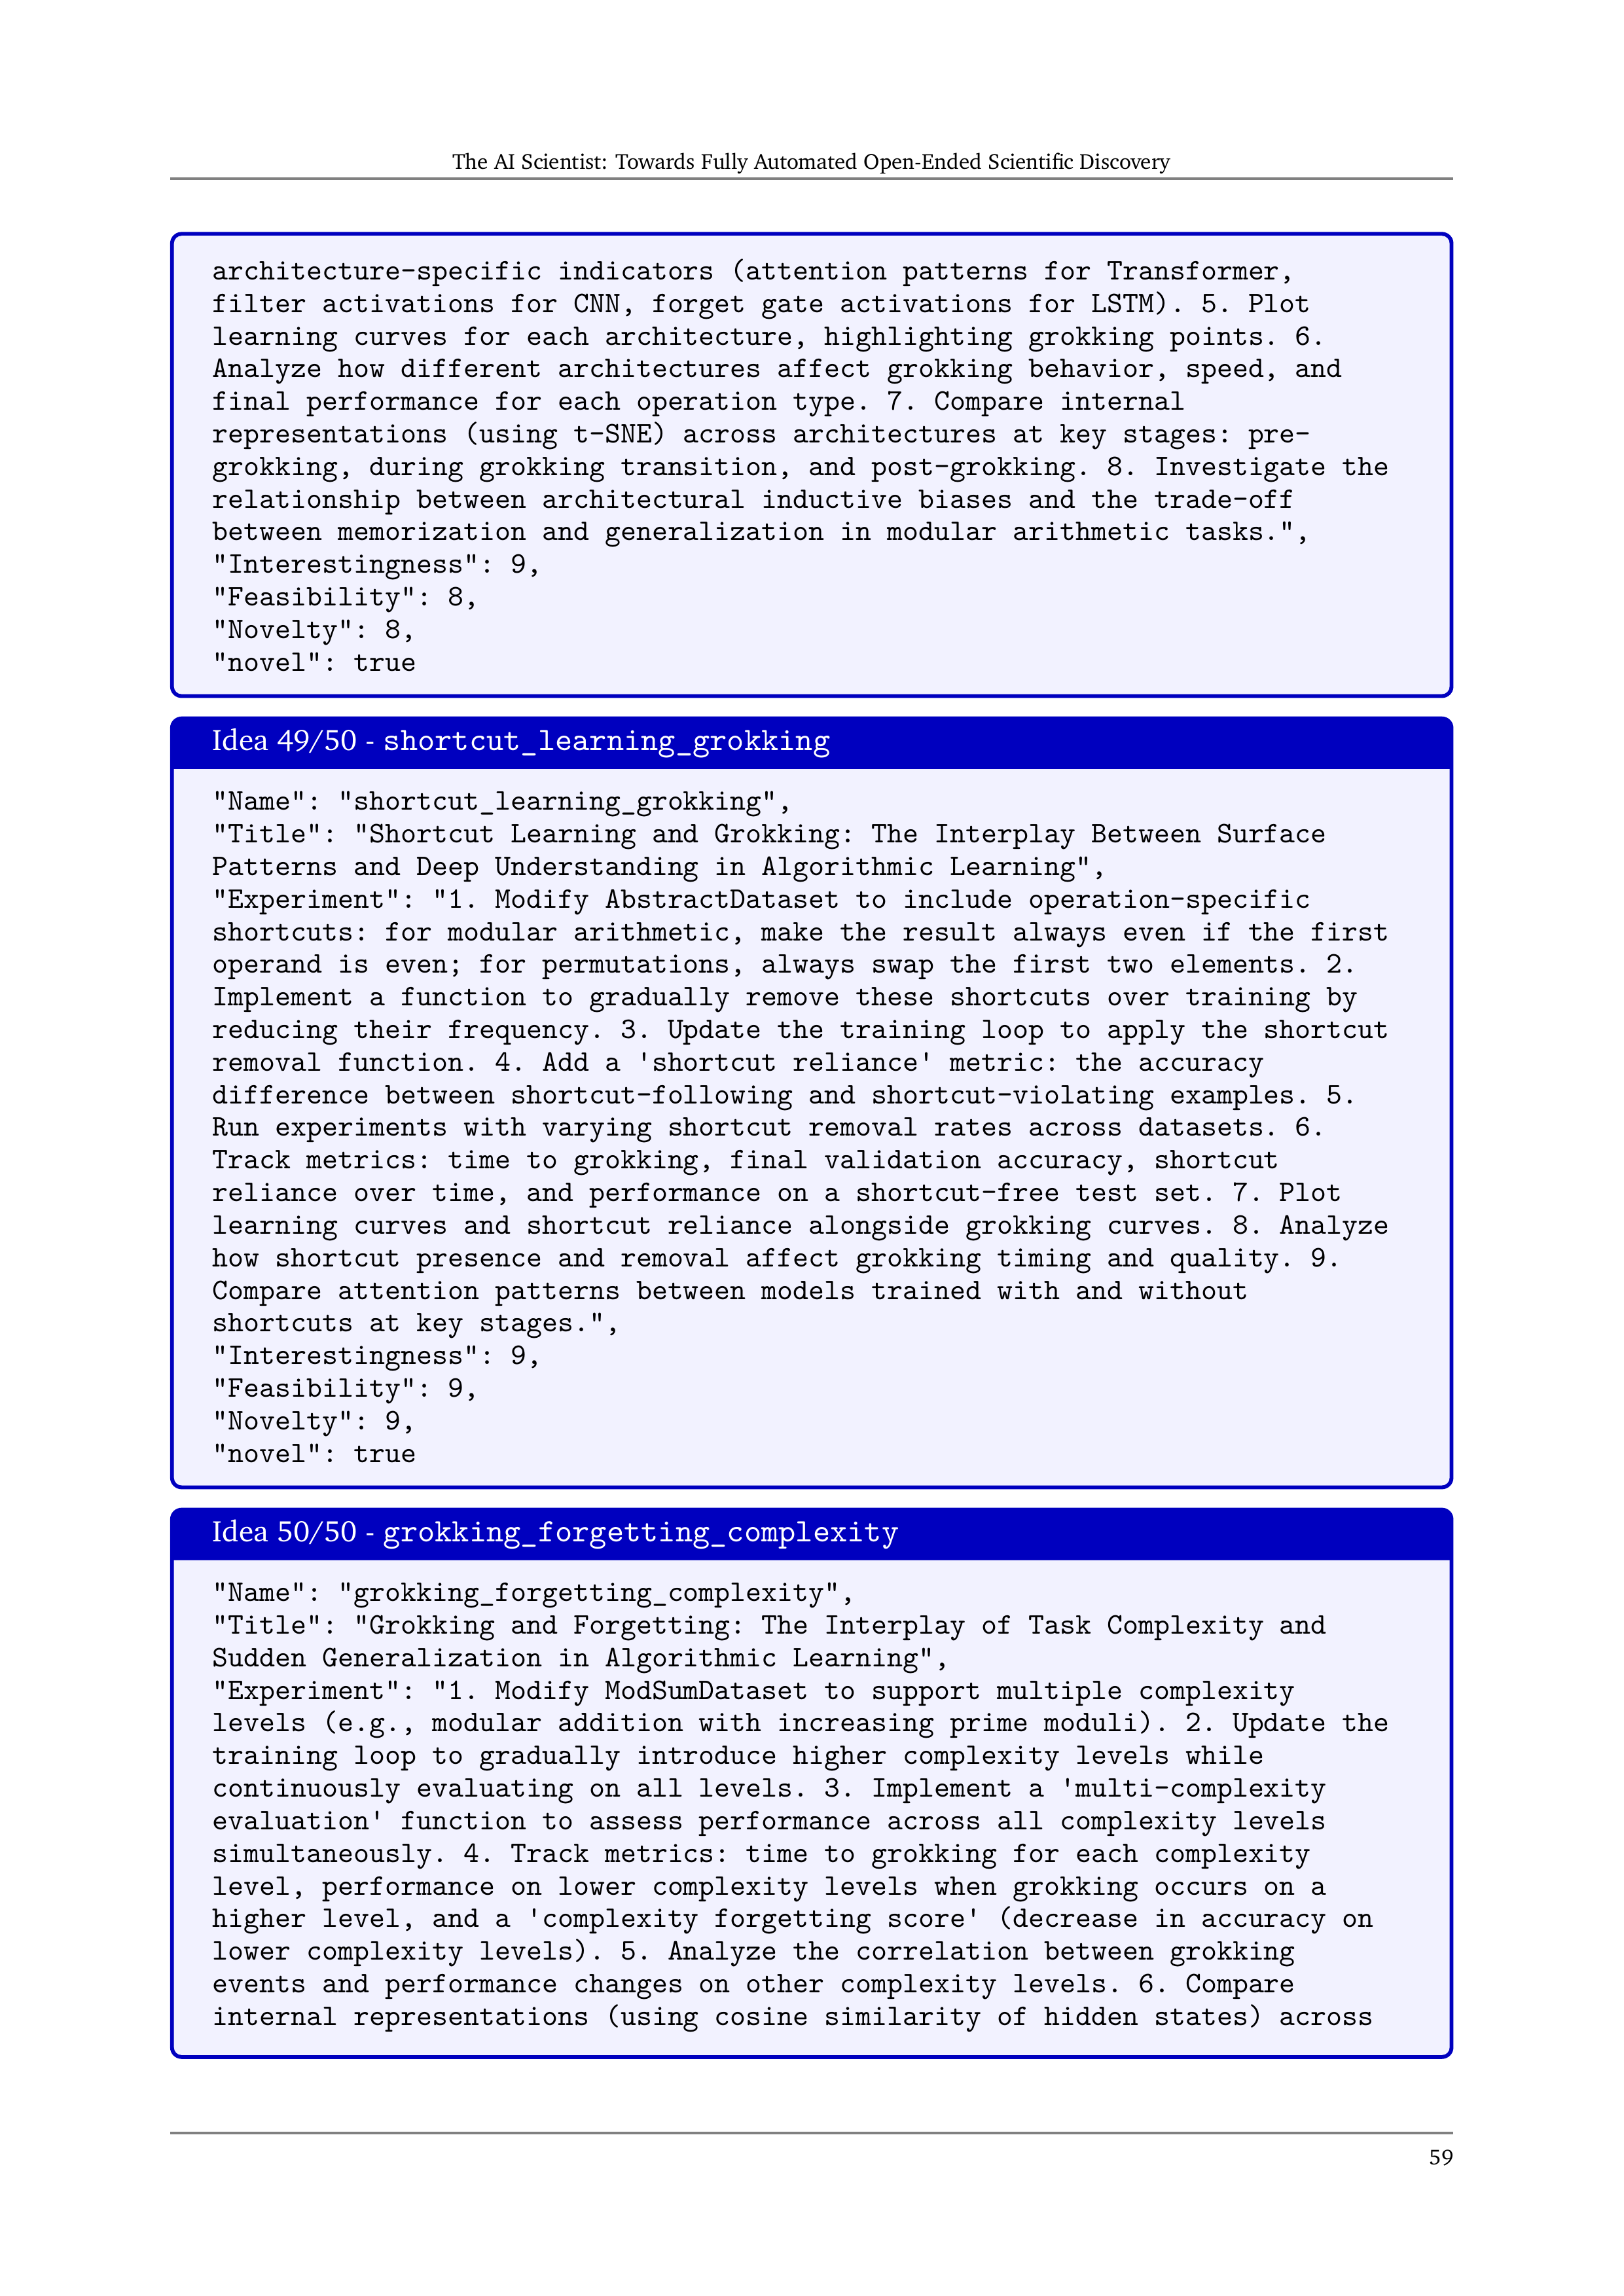 The AI Scientist: Towards Fully Automated Open-Ended Scientific Discovery
architecture-specific indicators (attention patterns for Transformer,
filter activations for CNN, forget gate activations for LSTM). 5. Plot
learning curves for each architecture, highlighting grokking points. 6.
Analyze how different architectures affect grokking behavior, speed, and
final performance for each operation type. 7. Compare internal
representations (using t-SNE) across architectures at key stages: pre-
grokking, during grokking transition, and post-grokking. 8. Investigate the
relationship between architectural inductive biases and the trade-off
between memorization and generalization in modular arithmetic tasks.",
"Interestingness": 9,
"Feasibility": 8,
"Novelty": 8,
"novel": true
Idea 49/50 - shortcut_learning_grokking
"Name": "shortcut_learning_grokking",
"Title": "Shortcut Learning and Grokking: The Interplay Between Surface
Patterns and Deep Understanding in Algorithmic Learning",
"Experiment": "1. Modify AbstractDataset to include operation-specific
shortcuts: for modular arithmetic, make the result always even if the first
operand is even; for permutations, always swap the first two elements. 2.
Implement a function to gradually remove these shortcuts over training by
reducing their frequency. 3. Update the training loop to apply the shortcut
removal function. 4. Add a 'shortcut reliance' metric: the accuracy
difference between shortcut-following and shortcut-violating examples. 5.
Run experiments with varying shortcut removal rates across datasets. 6.
Track metrics: time to grokking, final validation accuracy, shortcut
reliance over time, and performance on a shortcut-free test set. 7. Plot
learning curves and shortcut reliance alongside grokking curves. 8. Analyze
how shortcut presence and removal affect grokking timing and quality. 9.
Compare attention patterns between models trained with and without
shortcuts at key stages.",
"Interestingness": 9,
"Feasibility": 9,
"Novelty": 9,
"novel": true
Idea 50/50 - grokking_forgetting_complexity
"Name": "grokking_forgetting_complexity",
"Title": "Grokking and Forgetting: The Interplay of Task Complexity and
Sudden Generalization in Algorithmic Learning",
"Experiment": "1. Modify ModSumDataset to support multiple complexity
levels (e.g., modular addition with increasing prime moduli). 2. Update the
training loop to gradually introduce higher complexity levels while
continuously evaluating on all levels. 3. Implement a 'multi-complexity
evaluation' function to assess performance across all complexity levels
simultaneously. 4. Track metrics: time to grokking for each complexity
level, performance on lower complexity levels when grokking occurs on a
higher level, and a 'complexity forgetting score' (decrease in accuracy on
lower complexity levels). 5. Analyze the correlation between grokking
events and performance changes on other complexity levels. 6. Compare
internal representations (using cosine similarity of hidden states) across
59